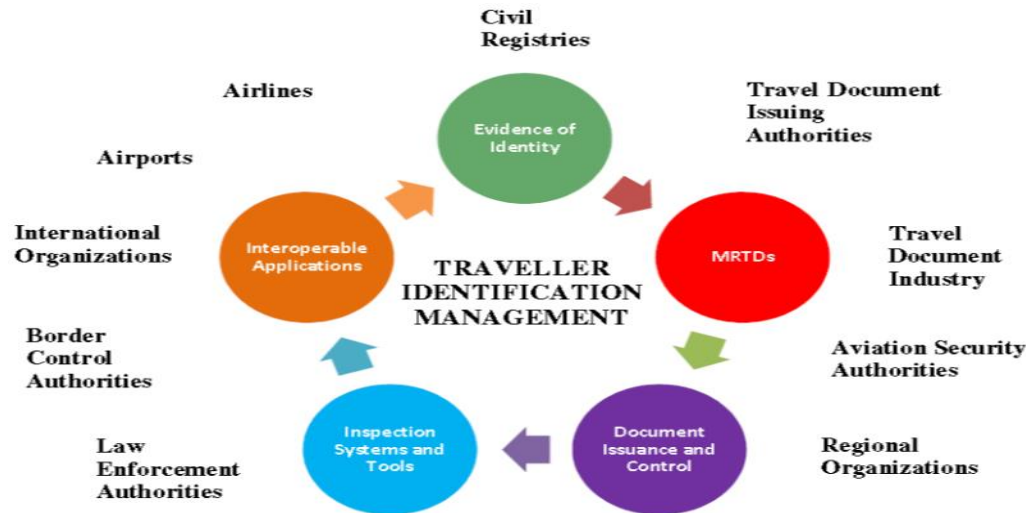 Civil
Registries
Airlines
Travel Document
Issuing
Authorities
Evidence of
Identity
Airports
International
Organizations
Interoperable
Applications
TRAVELLER
IDENTIFICATION
MANAGEMENT
MRTDs
Travel
Document
Industry
Border
Control
Authorities
Aviation Security
Authorities
Law
Enforcement
Authorities
Inspection
Systems and
Tools
Document
Issuance and
Control
Regional
Organizations